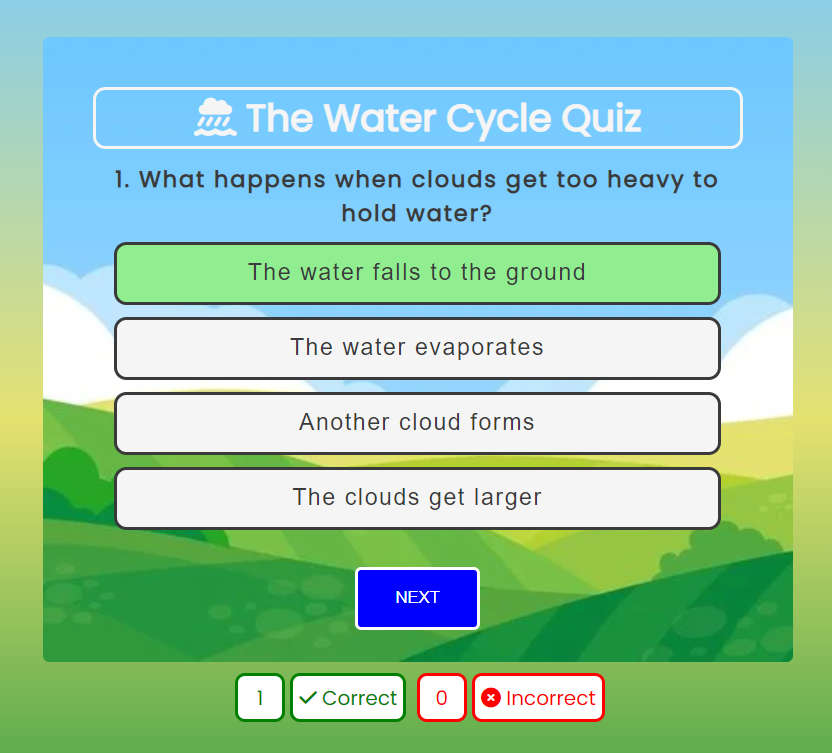 The Water Cycle Quiz
1. What happens when clouds get too heavy to
hold water?
The water falls to the ground
The water evaporates
Another cloud forms
The clouds get larger
NEXT
1 Correct 0 Incorrect